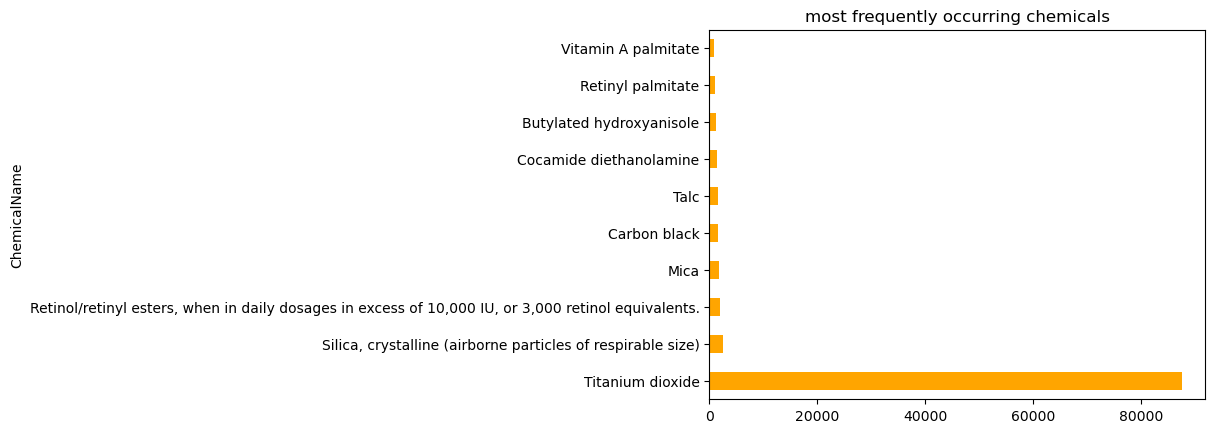 most frequently occurring chemicals
ChemicalName
Vitamin A palmitate
Retinyl palmitate
Butylated hydroxyanisole
Cocamide diethanolamine
Talc
Carbon black
Mica
Retinol/retinyl esters, when in daily dosages in excess of 10,000 IU, or 3,000 retinol equivalents.
Silica, crystalline (airborne particles of respirable size)
Titanium dioxide
0 20000 40000 60000 80000